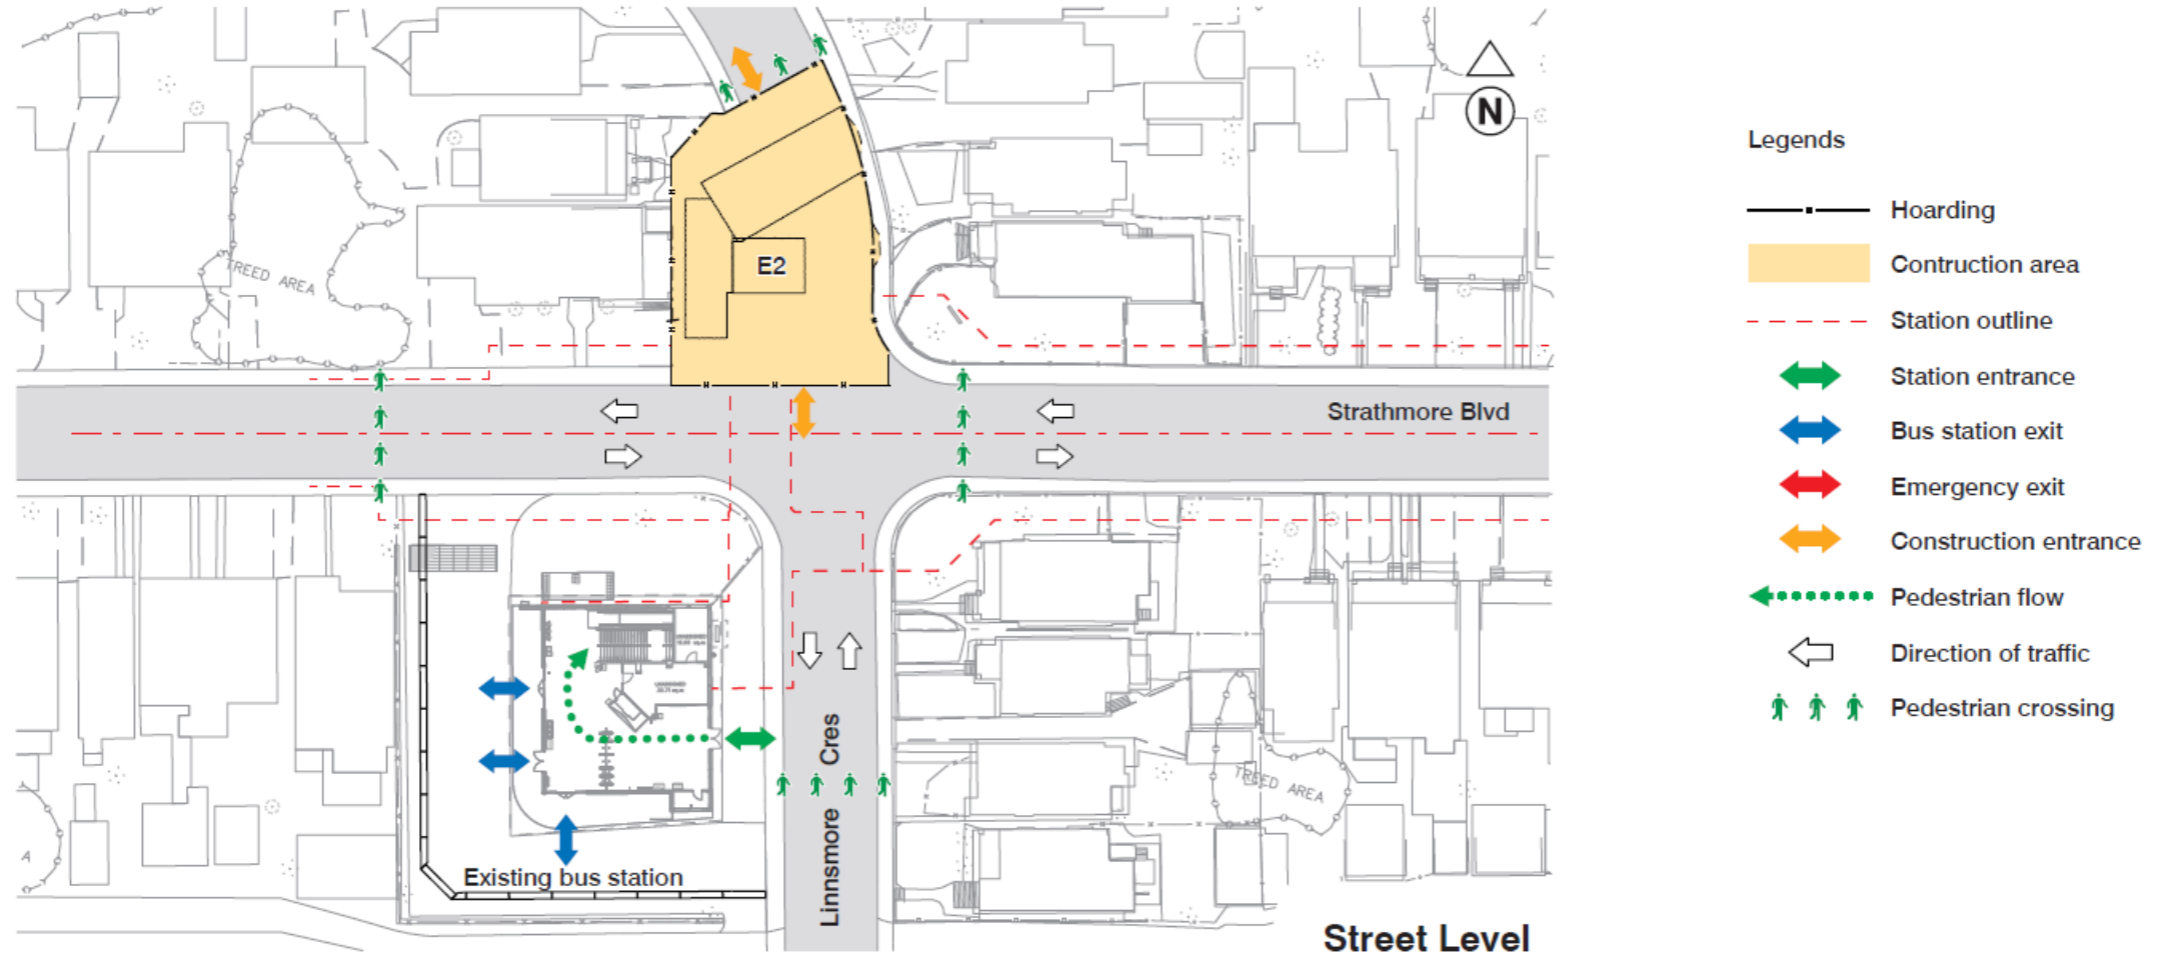 N
E2
TREED AREA
Strathmore Blvd
Linnsmore Cres
TREED AREA
A
Existing bus station
Street Level
Legends
Hoarding
Contruction area
Station outline
Station entrance
Bus station exit
Emergency exit
Construction entrance
Pedestrian flow
Direction of traffic
Pedestrian crossing